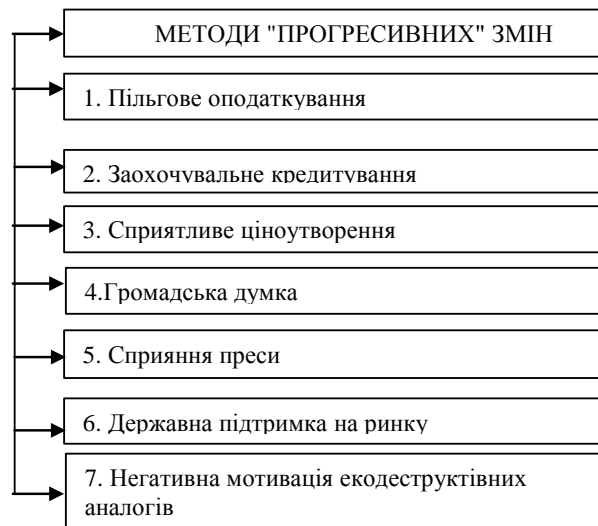 МЕТОДИ "ПРОГРЕСИВНИХ" ЗМІН
1. Пільгове оподаткування
2. Заохочувальне кредитування
3. Сприятливе ціноутворення
4.Громадська думка
5. Сприяння преси
6. Державна підтримка на ринку
7. Негативна мотивація екодеструктівних
аналогів